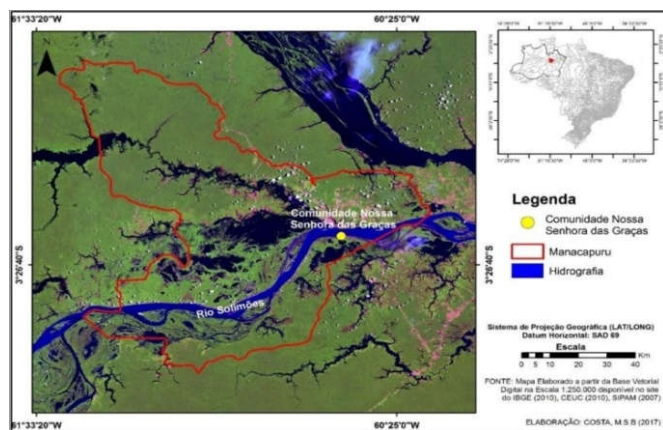 61°33'20"W
60°25'0"W
N
3°26'40"S
3°26'40"S
Comunidade Nossa
Senhora das Graças
Rio Solimões
61°33'20"W
60°25'0"W
Legenda
Comunidade Nossa
Senhora das Graças
Manacapuru
Hidrografia
Sistema de Projeção Geográfica (LAT/LONG)
Datum Horizontal: SAD 69
Escala
0 5 10 20 30 40
Km
FONTE: Mapa Elaborado a partir da Base Vetorial
Digital na Escala 1:250.000 disponível no site
do IBGE (2010), CEUC (2010), SIPAM (2007)
ELABORAÇÃO: COSTA, M.S.B (2017)